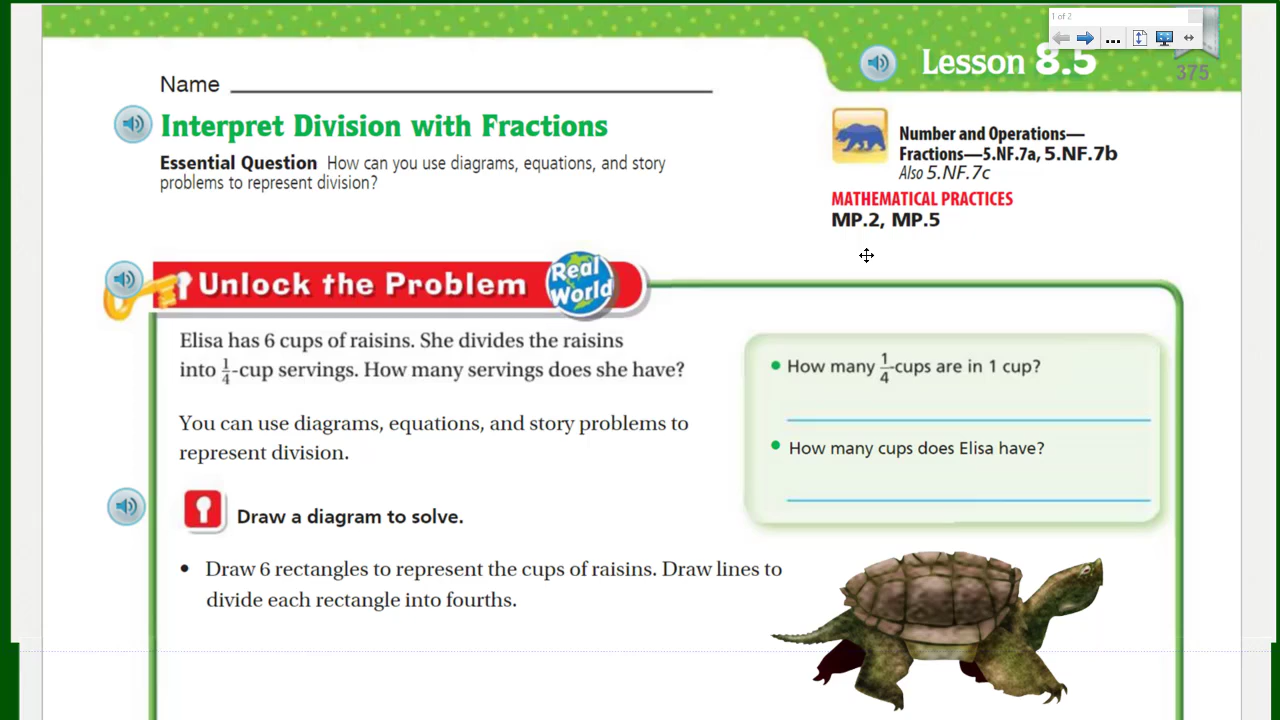 1 of 2
Lesson 8.5
375
Name
Interpret Division with Fractions
Essential Question How can you use diagrams, equations, and story
problems to represent division?
Number and Operations—
Fractions—5.NF.7a, 5.NF.7b
Also 5.NF.7c
MATHEMATICAL PRACTICES
MP.2, MP.5
Unlock the Problem
Real
World
Elisa has 6 cups of raisins. She divides the raisins
into 1/4-cup servings. How many servings does she have?
You can use diagrams, equations, and story problems to
represent division.
• How many 1/4-cups are in 1 cup?
• How many cups does Elisa have?
Draw a diagram to solve.
• Draw 6 rectangles to represent the cups of raisins. Draw lines to
divide each rectangle into fourths.